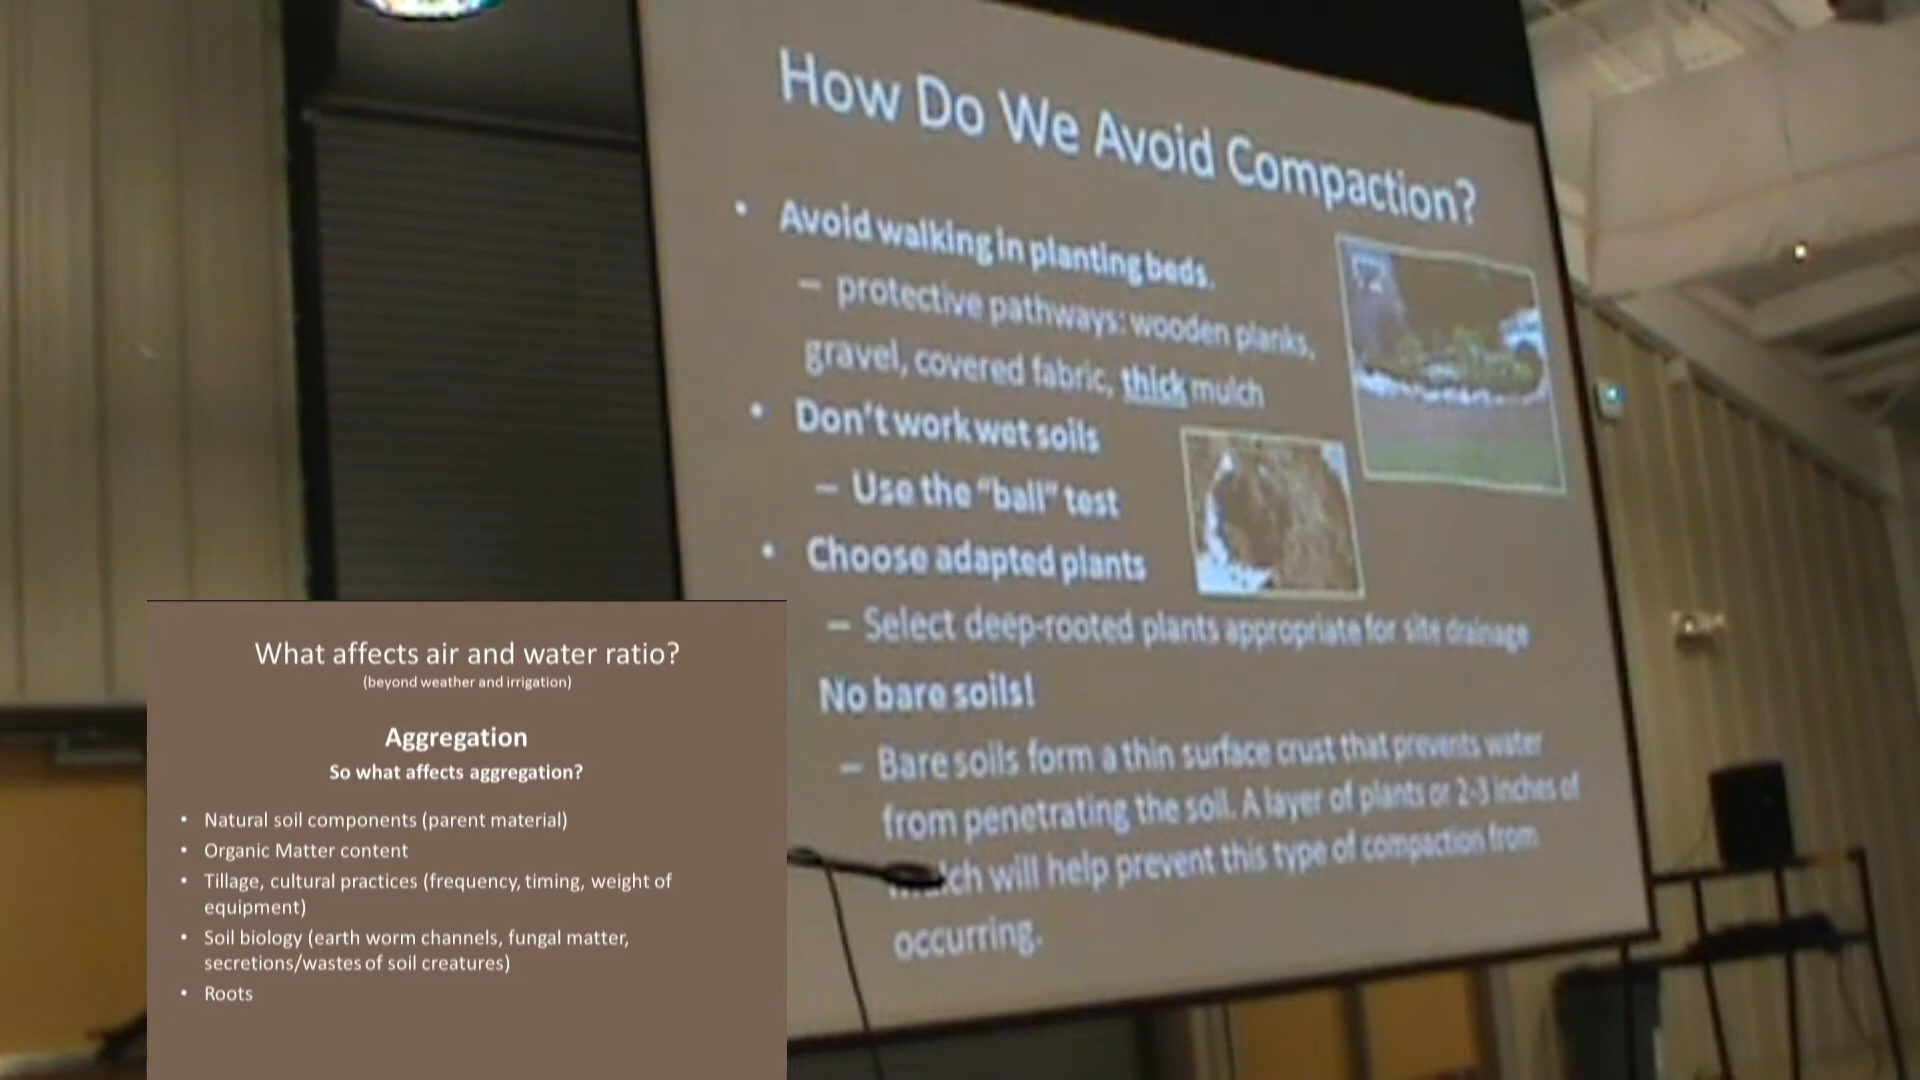 How Do We Avoid Compaction?
• Avoid walking in planting beds.
– protective pathways: wooden planks,
gravel, covered fabric, thick mulch
• Don't work wet soils
– Use the "ball" test
• Choose adapted plants
– Select deep-rooted plants appropriate for site drainage
No bare soils!
– Bare soils form a thin surface crust that prevents water
from penetrating the soil. A layer of plants or 2-3 inches of
mulch will help prevent this type of compaction from
occurring.
What affects air and water ratio?
(beyond weather and irrigation)
Aggregation
So what affects aggregation?
• Natural soil components (parent material)
• Organic Matter content
• Tillage, cultural practices (frequency, timing, weight of
equipment)
• Soil biology (earth worm channels, fungal matter,
secretions/wastes of soil creatures)
• Roots